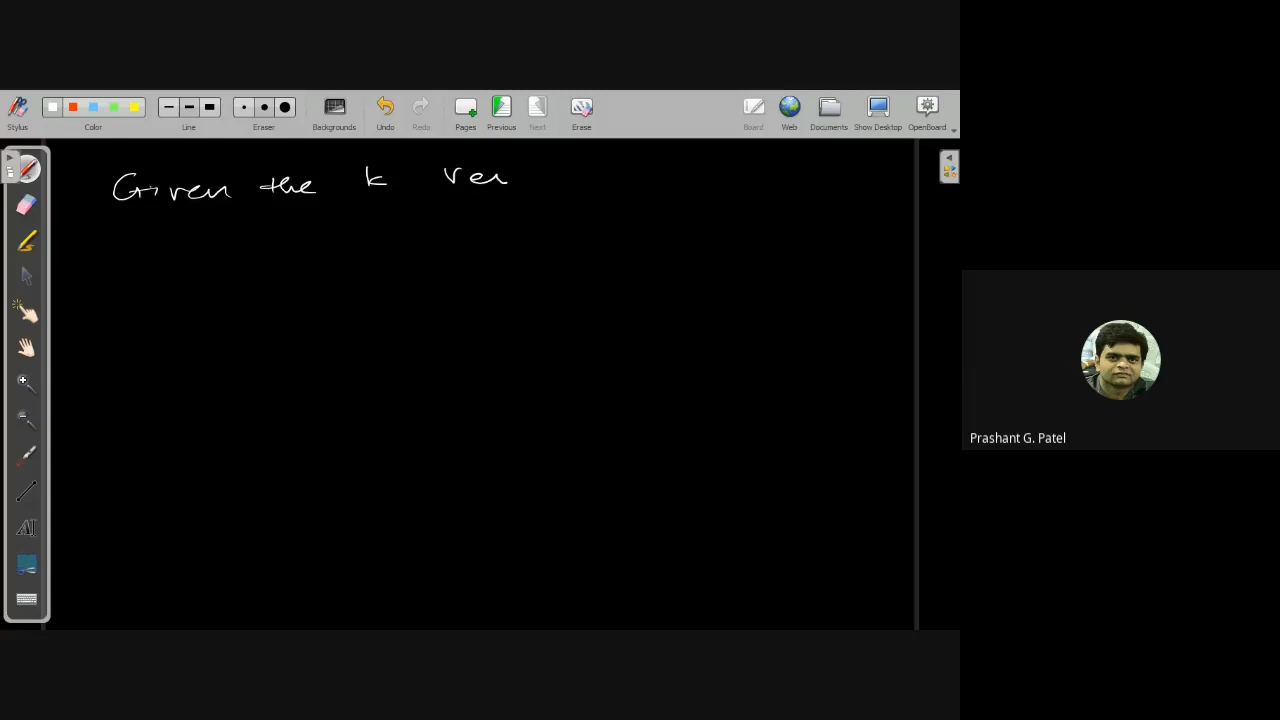 Stylus Color Line Eraser Backgrounds Undo Redo Pages Previous Next Erase Board Web Documents Show Desktop OpenBoard
Given the k ver
Prashant G. Patel